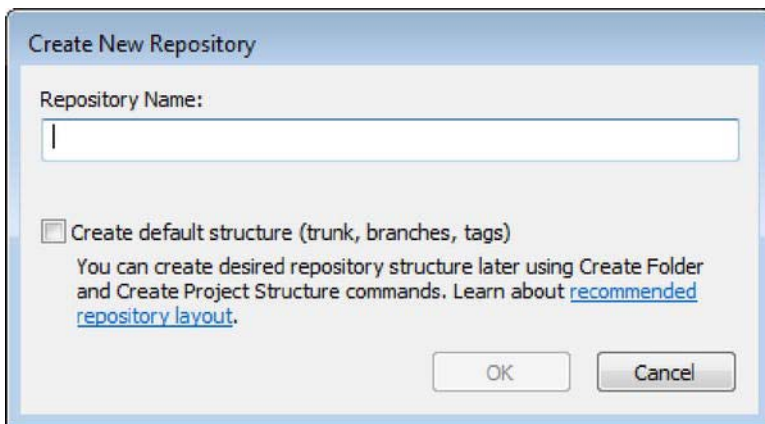 Create New Repository
Repository Name:
Create default structure (trunk, branches, tags)
You can create desired repository structure later using Create Folder
and Create Project Structure commands. Learn about recommended
repository layout.
OK
Cancel